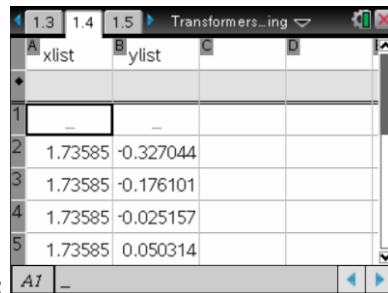 1.3 1.4 1.5 Transformers...ing
A xlist B ylist C D E
1 _ _
2 1.73585 -0.327044
3 1.73585 -0.176101
4 1.73585 -0.025157
5 1.73585 0.050314
A1 _